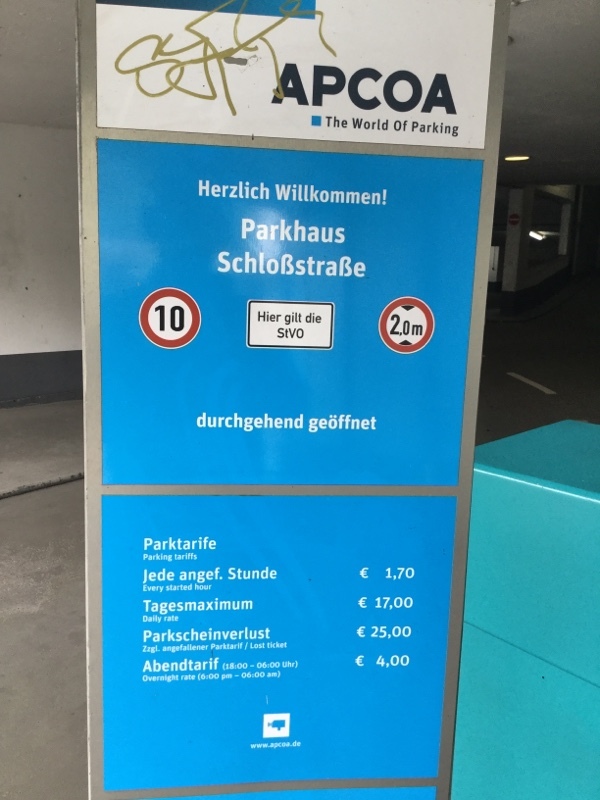 APCOA
The World Of Parking
Herzlich Willkommen!
Parkhaus
Schloßstraße
10
Hier gilt die
StVO
2,0m
durchgehend geöffnet
Parktarife
Parking tariffs
Jede angef. Stunde € 1,70
Every started hour
Tagesmaximum € 17,00
Daily rate
Parkscheinverlust € 25,00
Zzgl. angefallener Parktarif / Lost ticket
Abendtarif (18:00 – 06:00 Uhr) € 4,00
Overnight rate (6:00 pm – 06:00 am)
www.apcoa.de